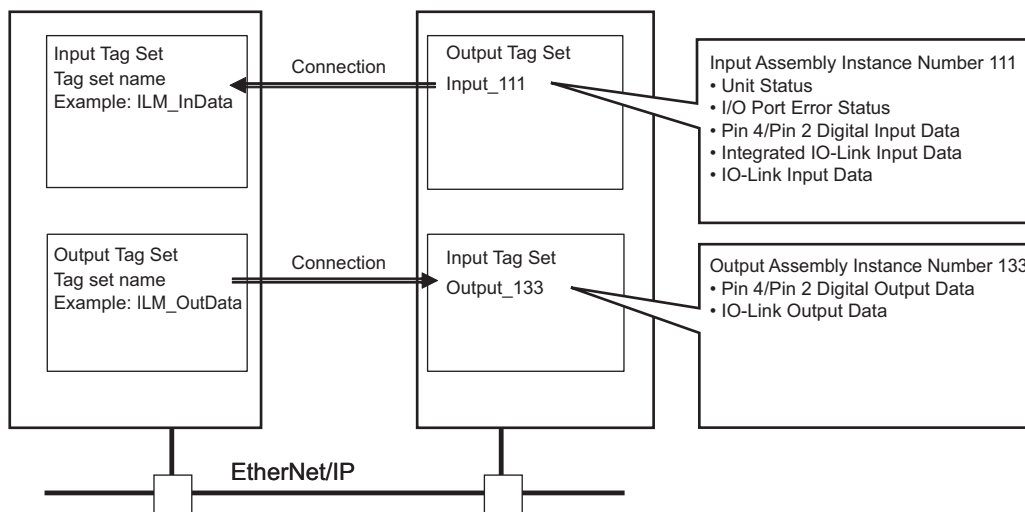 Input Tag Set
Tag set name
Example: ILM_InData
Connection
Output Tag Set
Input_111
Input Assembly Instance Number 111
• Unit Status
• I/O Port Error Status
• Pin 4/Pin 2 Digital Input Data
• Integrated IO-Link Input Data
• IO-Link Input Data
Output Tag Set
Tag set name
Example: ILM_OutData
Connection
Input Tag Set
Output_133
Output Assembly Instance Number 133
• Pin 4/Pin 2 Digital Output Data
• IO-Link Output Data
EtherNet/IP